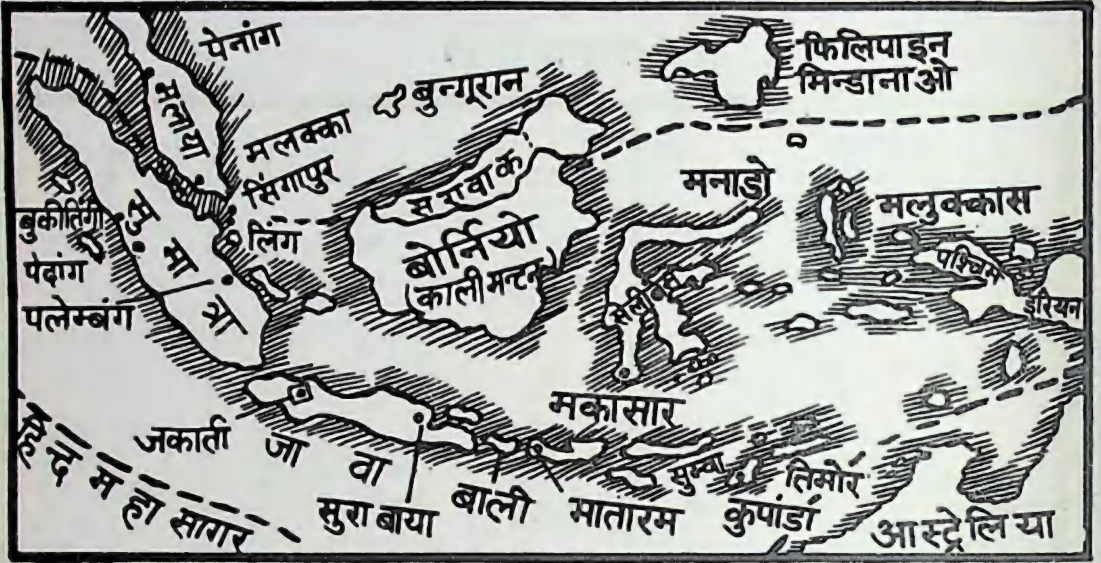 पेनांग
मलाया
मलक्का
सिंगापुर
लिंग
बुन्गूरान
फिलिपाइन
मिन्डानाओ
सरावाक
बोर्नियो
(कालीमन्टन)
मनाडो
मलुक्कास
पश्चिम
इरियन
सेली
बुकीतिंगी
पेदांग
पलेम्बंग
सुमात्रा
मकासार
जकार्ता
जावा
सुराबाया
बाली
मातारम
सुम्वा
कुपांडां
तिमोर
आस्ट्रेलिया
हिन्द महासागर